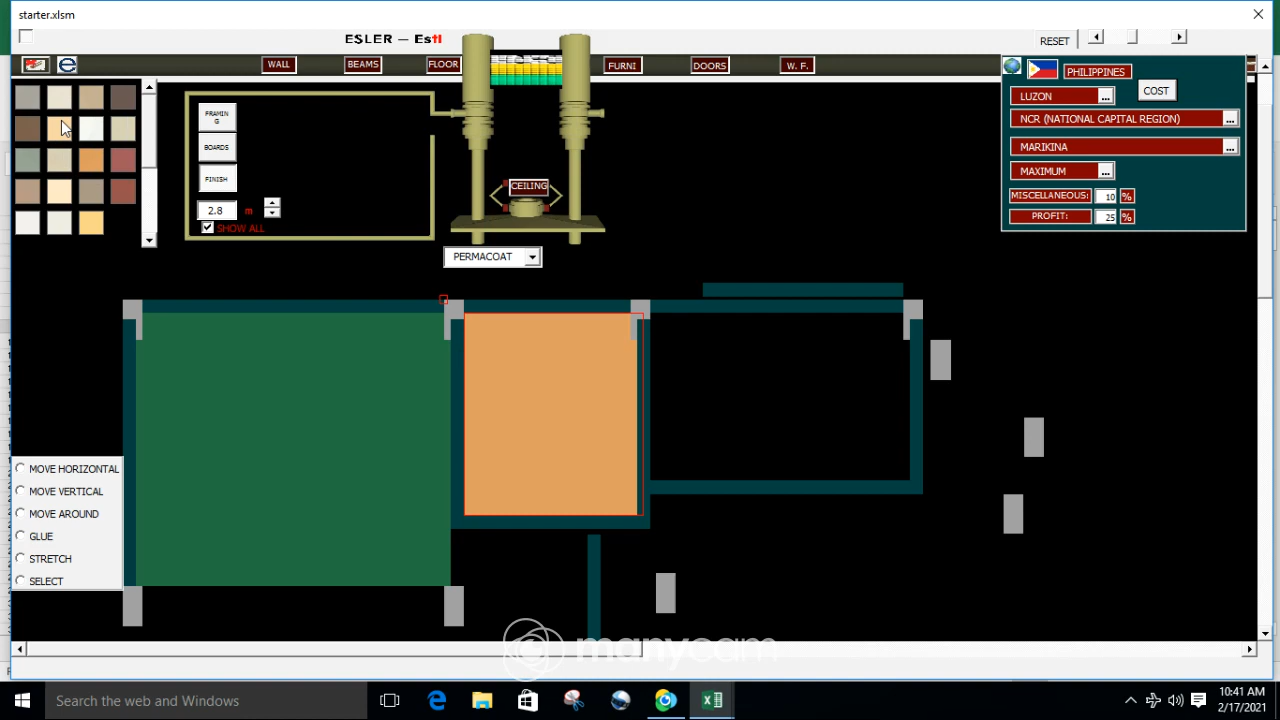 starter.xlsm
ESLER — EstI
RESET
WALL
BEAMS
FLOOR
FURNI
DOORS
W. F.
PHILIPPINES
LUZON
...
COST
NCR (NATIONAL CAPITAL REGION)
...
MARIKINA
...
MAXIMUM
...
MISCELLANEOUS:
10
%
PROFIT:
25
%
FRAMIN
G
BOARDS
FINISH
2.8
m
SHOW ALL
CEILING
PERMACOAT
MOVE HORIZONTAL
MOVE VERTICAL
MOVE AROUND
GLUE
STRETCH
SELECT
manycam
Search the web and Windows
10:41 AM
2/17/2021